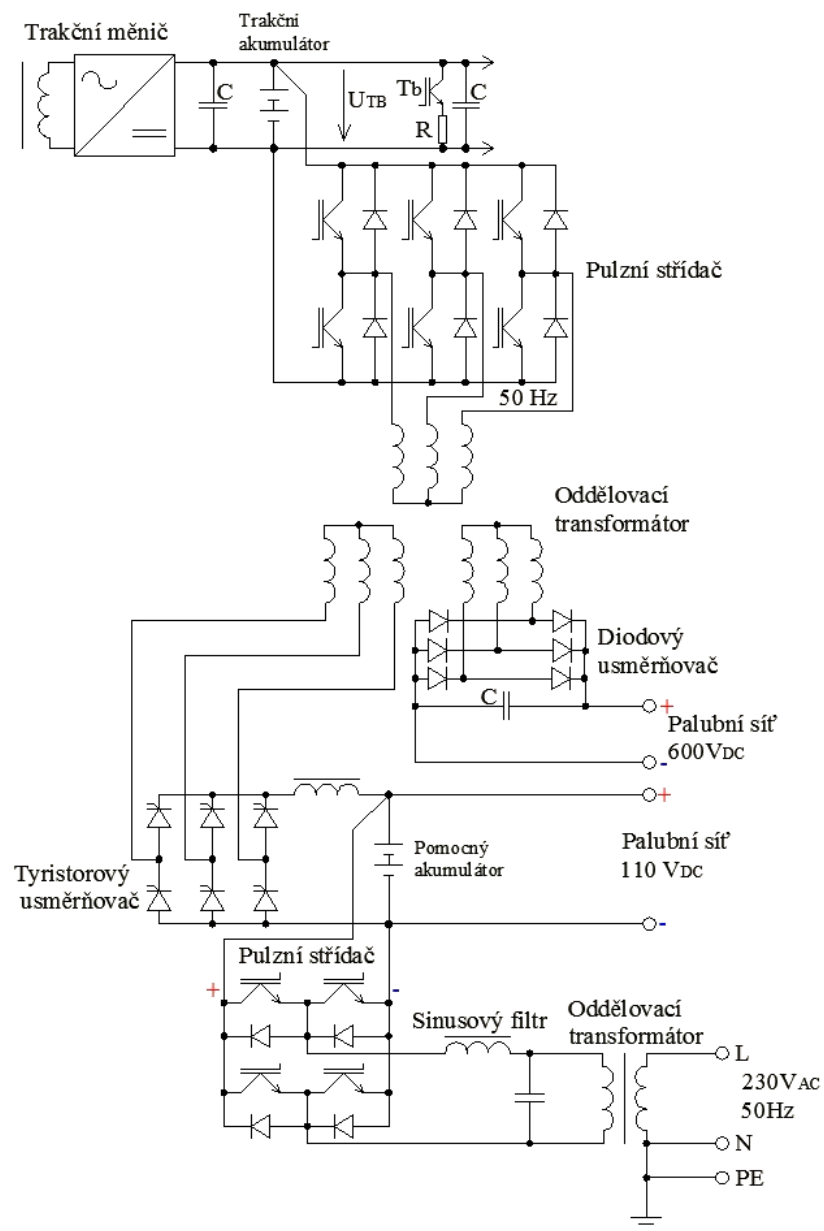 Trakční měnič
Trakčni
akumulátor
C
UTB
Tb
R
C
Pulzní střídač
50 Hz
Oddělovací
transformátor
Diodový
usměrňovač
C
+
Palubní síť
600VDC
-
+
Pomocný
akumulátor
Palubní síť
110 VDC
Tyristorový
usměrňovač
-
Pulzní střídač
+
-
Sinusový filtr
Oddělovací
transformátor
L
230VAC
50Hz
N
PE